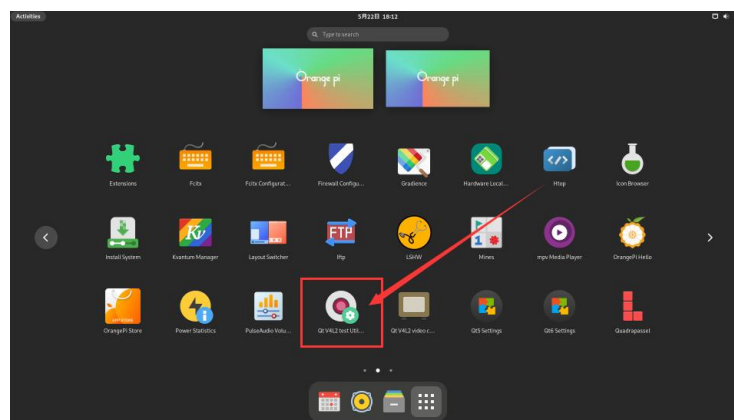 Activities
5月22日 18:12
Type to search
Orange pi
Orange pi
Extensions
Fcitx
Fcitx Configurat...
Firewall Configu...
Gradience
Hardware Local...
Htop
Icon Browser
Install System
Kv
Kvantum Manager
Layout Switcher
FTP
lftp
LSHW
1
Mines
mpv Media Player
OrangePi Hello
OrangePi Store
Power Statistics
PulseAudio Volu...
Qt V4L2 test Util...
Qt V4L2 video c...
Qt5 Settings
Qt6 Settings
Quadrapassel